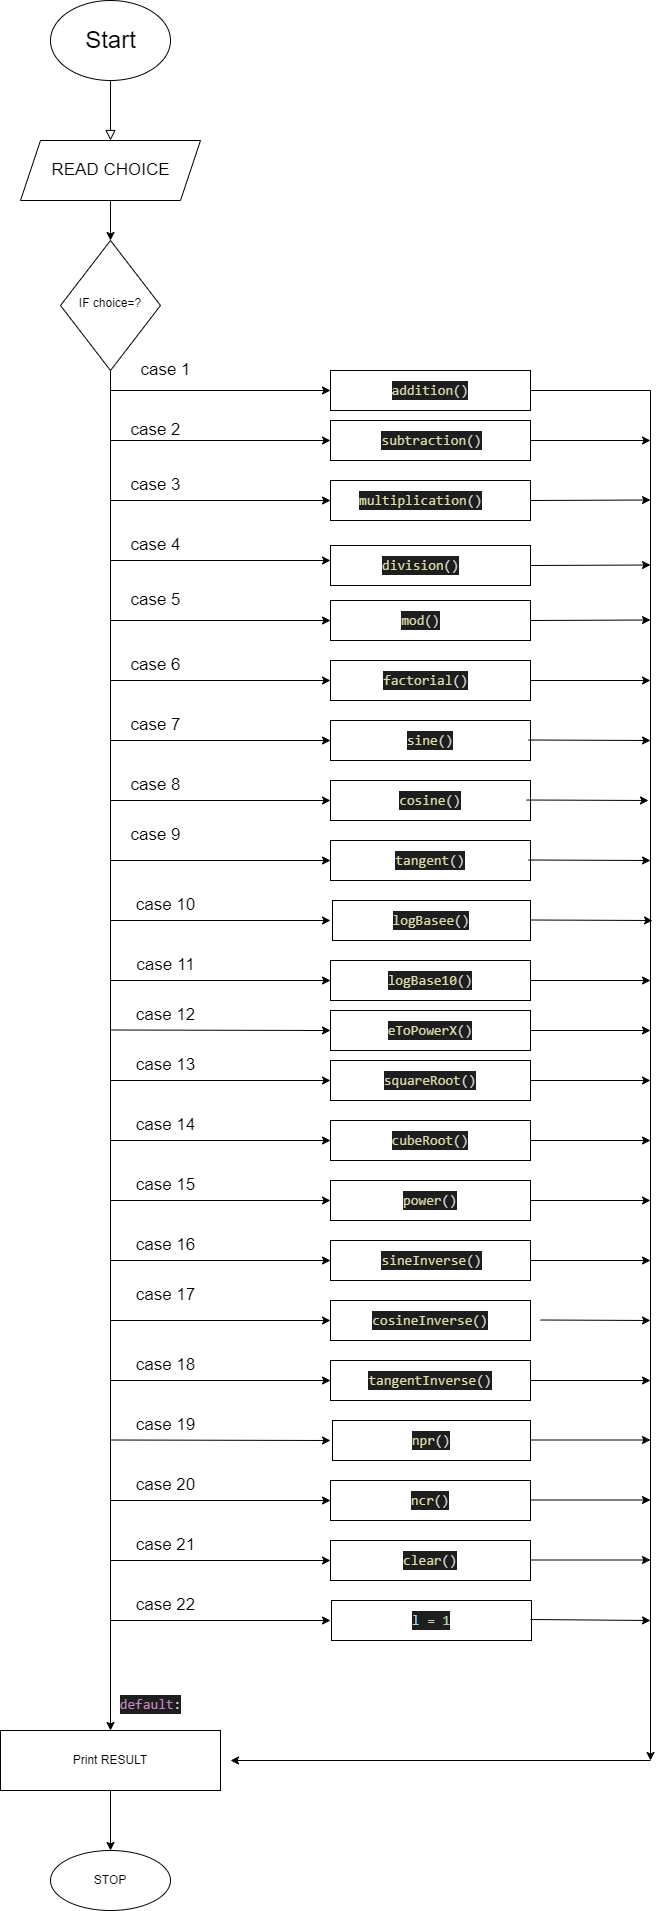 Start
READ CHOICE
IF choice=?
case 1
addition()
case 2
subtraction()
case 3
multiplication()
case 4
division()
case 5
mod()
case 6
factorial()
case 7
sine()
case 8
cosine()
case 9
tangent()
case 10
logBasee()
case 11
logBase10()
case 12
eToPowerX()
case 13
squareRoot()
case 14
cubeRoot()
case 15
power()
case 16
sineInverse()
case 17
cosineInverse()
case 18
tangentInverse()
case 19
npr()
case 20
ncr()
case 21
clear()
case 22
l = 1
default:
Print RESULT
STOP